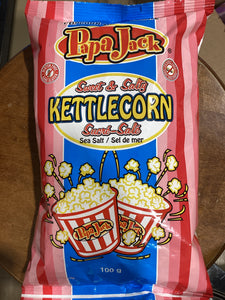 Papa Jack ®
Sweet & Salty
KETTLECORN
Sucré-Salé
Sea Salt / Sel de mer
Papa Jack
Papa Jack
100 g